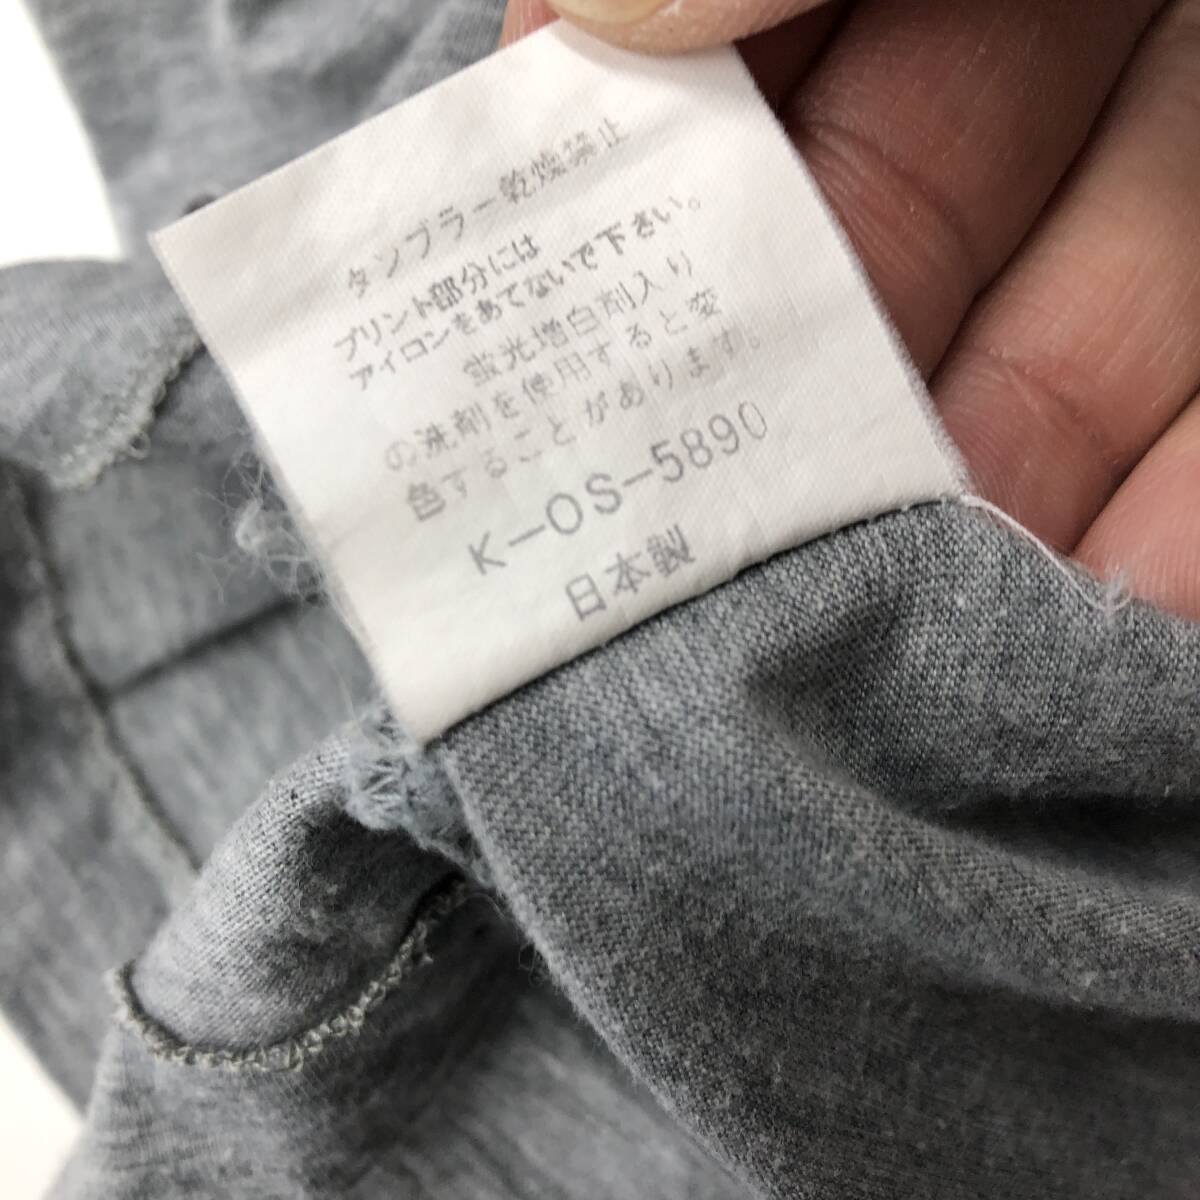 タンブラー乾燥禁止
プリント部分には
アイロンをあてないで下さい。
蛍光増白剤入り
の洗剤を使用すると変
色することがあります。
K-OS-5890
日本製